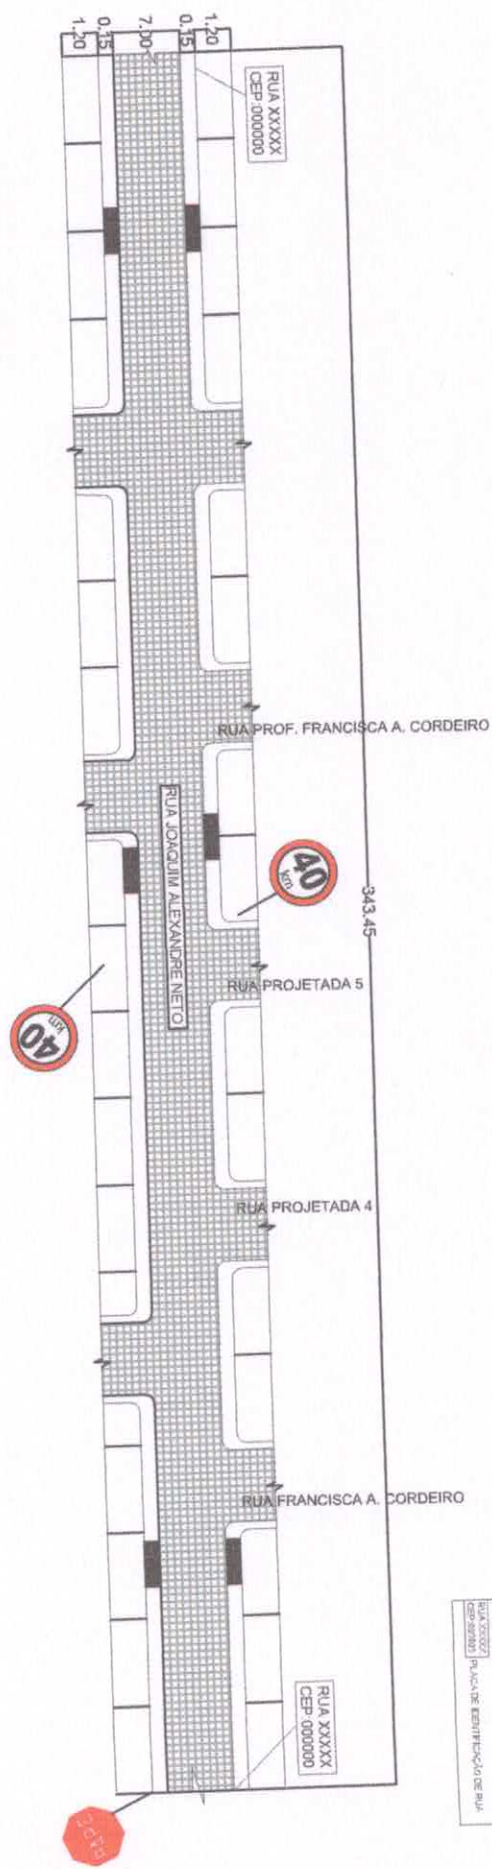 1.20
0.15
7.00
0.15
1.20
RUA XXXXX
CEP:000000
RUA PROF. FRANCISCA A. CORDEIRO
40
km
343.45
RUA JOAQUIM ALEXANDRE NETO
RUA PROJETADA 5
40
km
RUA PROJETADA 4
RUA FRANCISCA A. CORDEIRO
RUA XXXXX
CEP:000000
PARE
PLACA DE IDENTIFICAÇÃO DE RUA